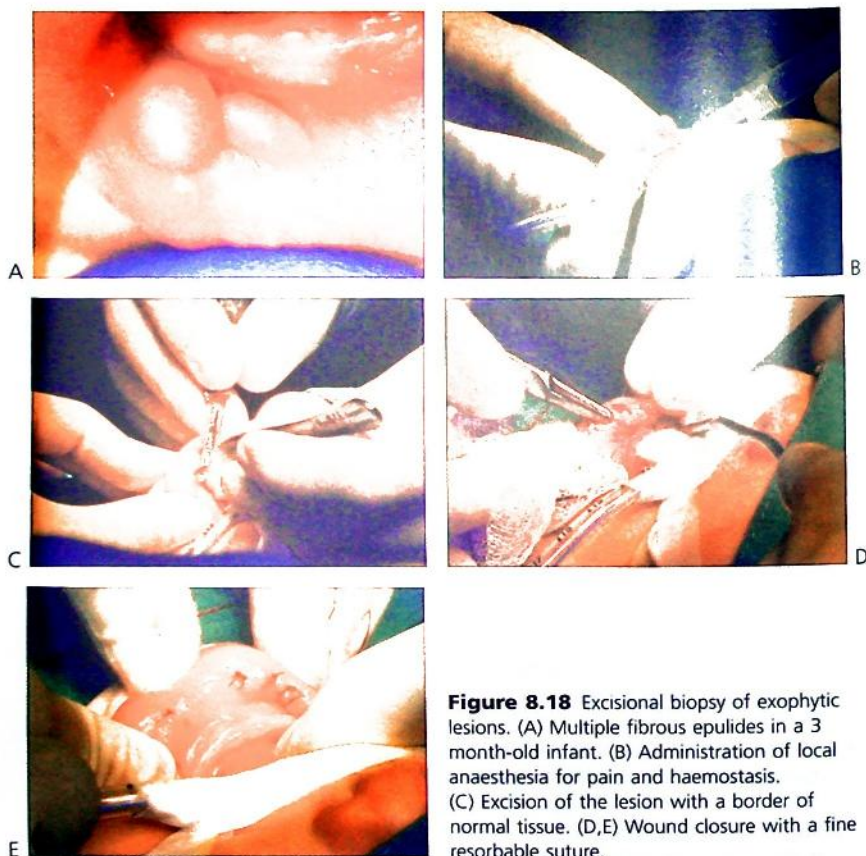 A
B
C
D
E
Figure 8.18 Excisional biopsy of exophytic
lesions. (A) Multiple fibrous epulides in a 3
month-old infant. (B) Administration of local
anaesthesia for pain and haemostasis.
(C) Excision of the lesion with a border of
normal tissue. (D,E) Wound closure with a fine
resorbable suture.